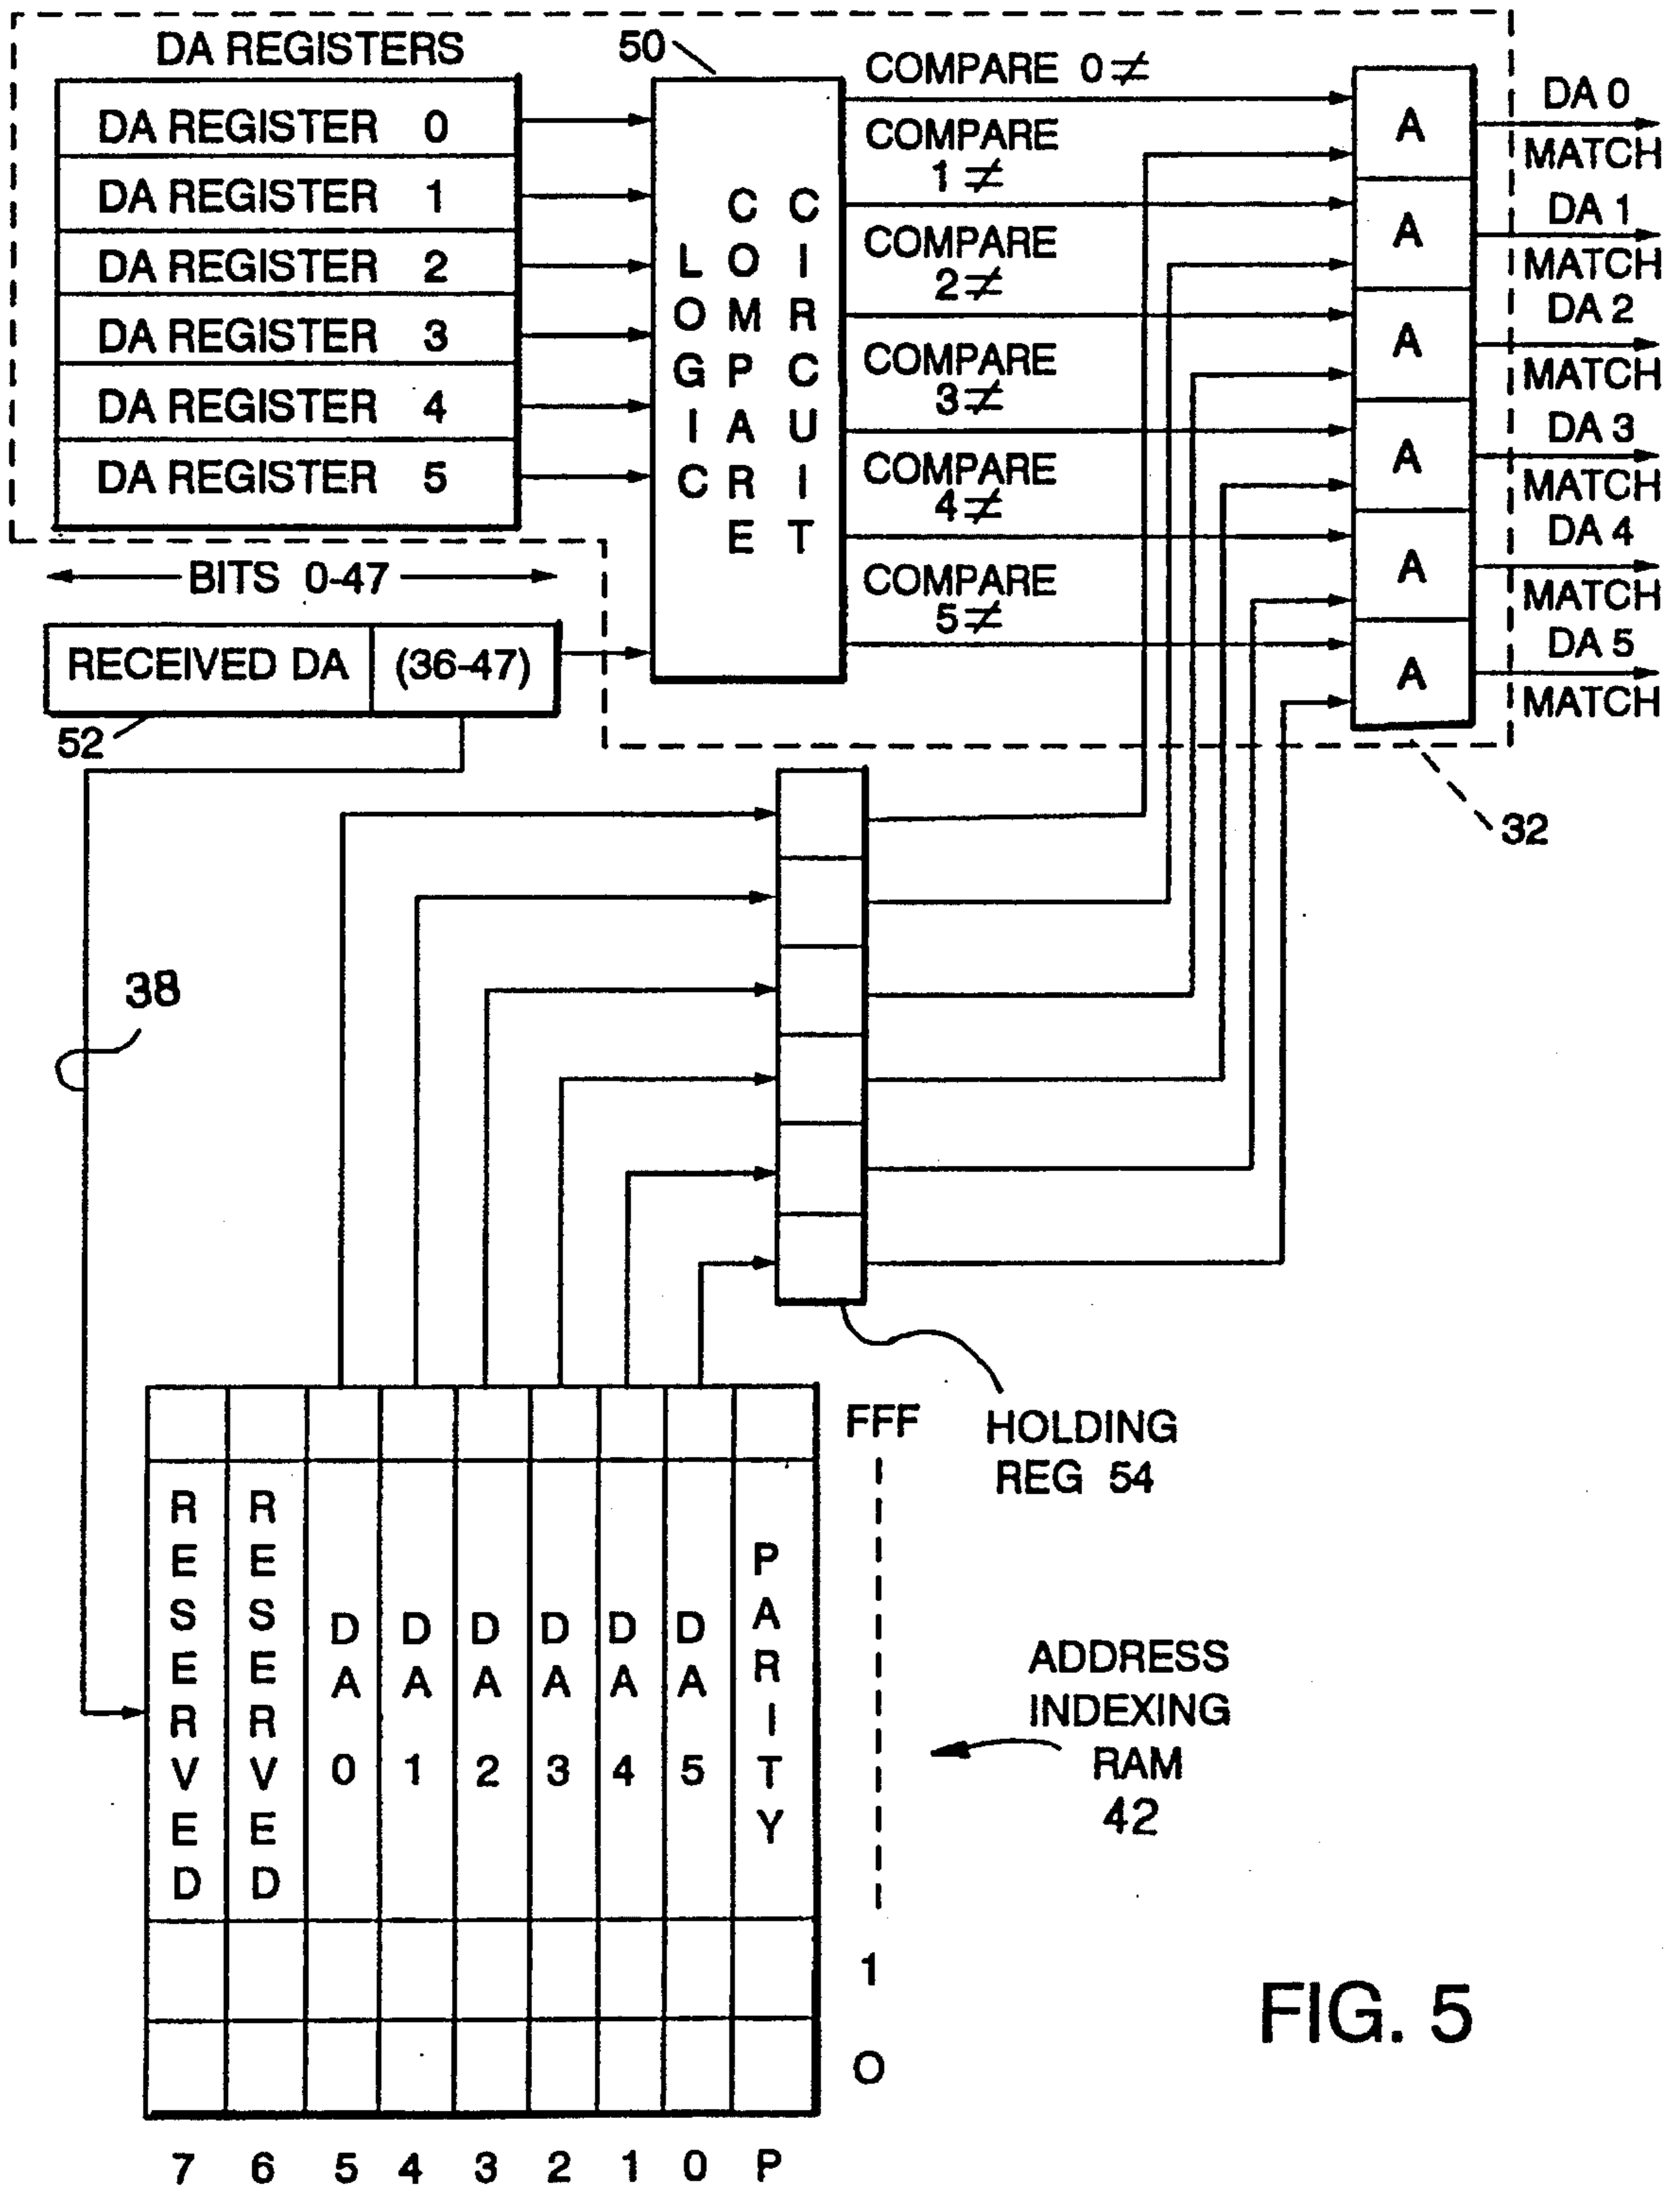 DA REGISTERS
DA REGISTER 0
DA REGISTER 1
DA REGISTER 2
DA REGISTER 3
DA REGISTER 4
DA REGISTER 5
BITS 0-47
RECEIVED DA (36-47)
52
50
LOGIC
COMPARE
CIRCUIT
COMPARE 0≠
COMPARE
1≠
COMPARE
2≠
COMPARE
3≠
COMPARE
4≠
COMPARE
5≠
A
A
A
A
A
A
DA 0
MATCH
DA 1
MATCH
DA 2
MATCH
DA 3
MATCH
DA 4
MATCH
DA 5
MATCH
32
38
HOLDING
REG 54
RESERVED
RESERVED
DA 0
DA 1
DA 2
DA 3
DA 4
DA 5
PARITY
FFF
1
O
ADDRESS
INDEXING
RAM
42
7 6 5 4 3 2 1 0 P
FIG. 5